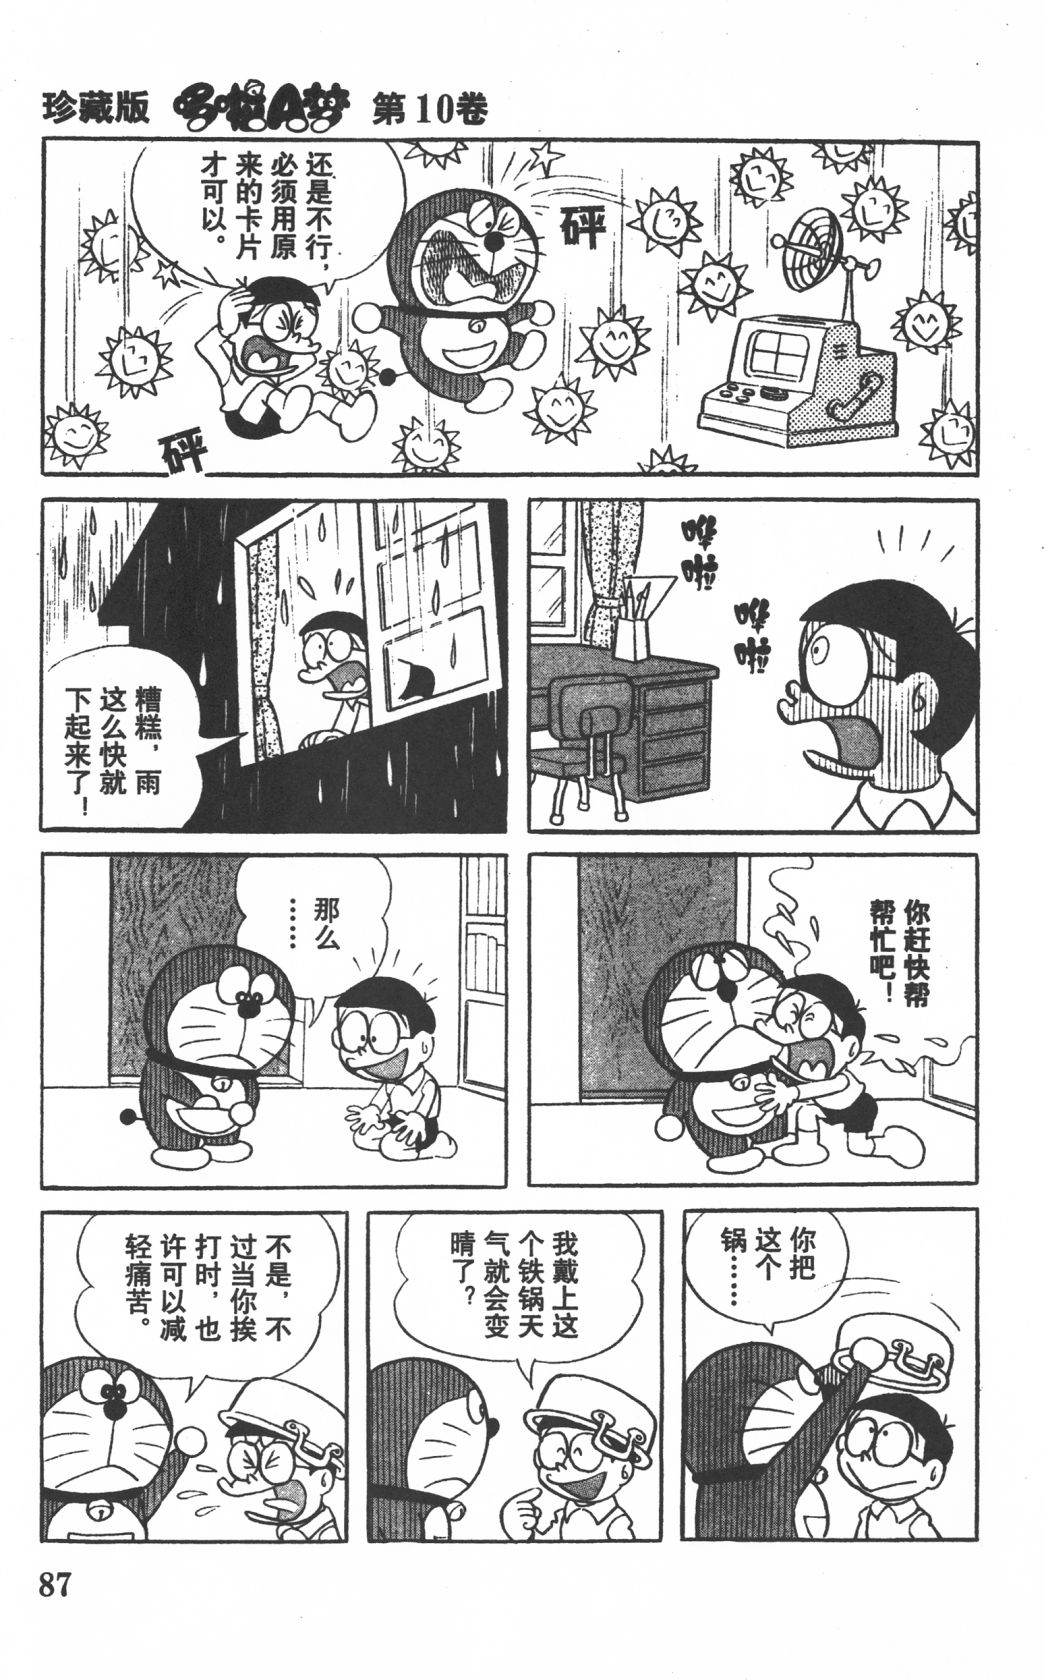 珍藏版 哆啦A梦 第10卷
还是不行，
必须用原
来的卡片
才可以。
砰
砰
哗
啦
哗
啦
糟糕，雨
这么快就
下起来了！
你赶快帮
帮忙吧！
那么
……
你把
这个
锅……
我戴上这
个铁锅天
气就会变
晴了？
不是，不
过当你挨
打时，也
许可以减
轻痛苦。
87